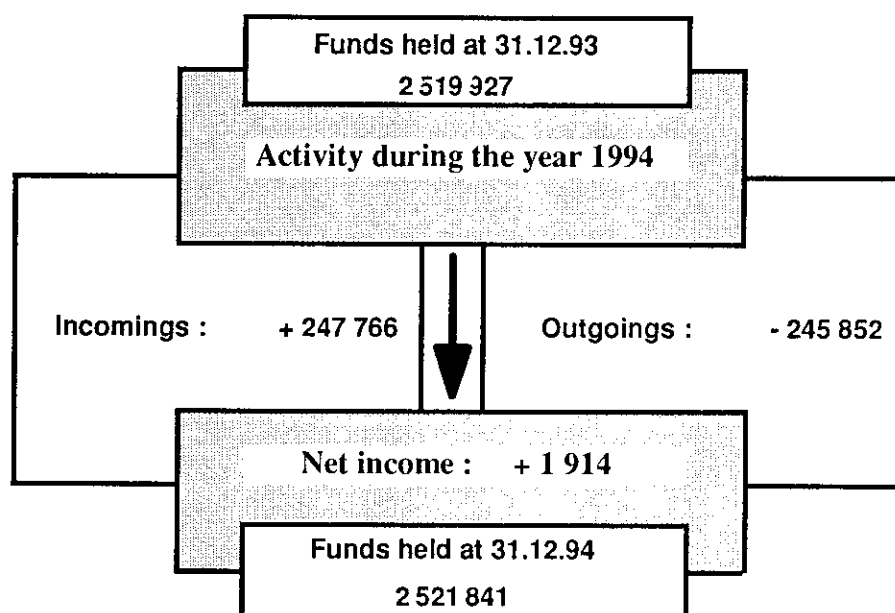 Funds held at 31.12.93
2 519 927
Activity during the year 1994
Incomings : + 247 766 Outgoings : - 245 852
Net income : + 1 914
Funds held at 31.12.94
2 521 841